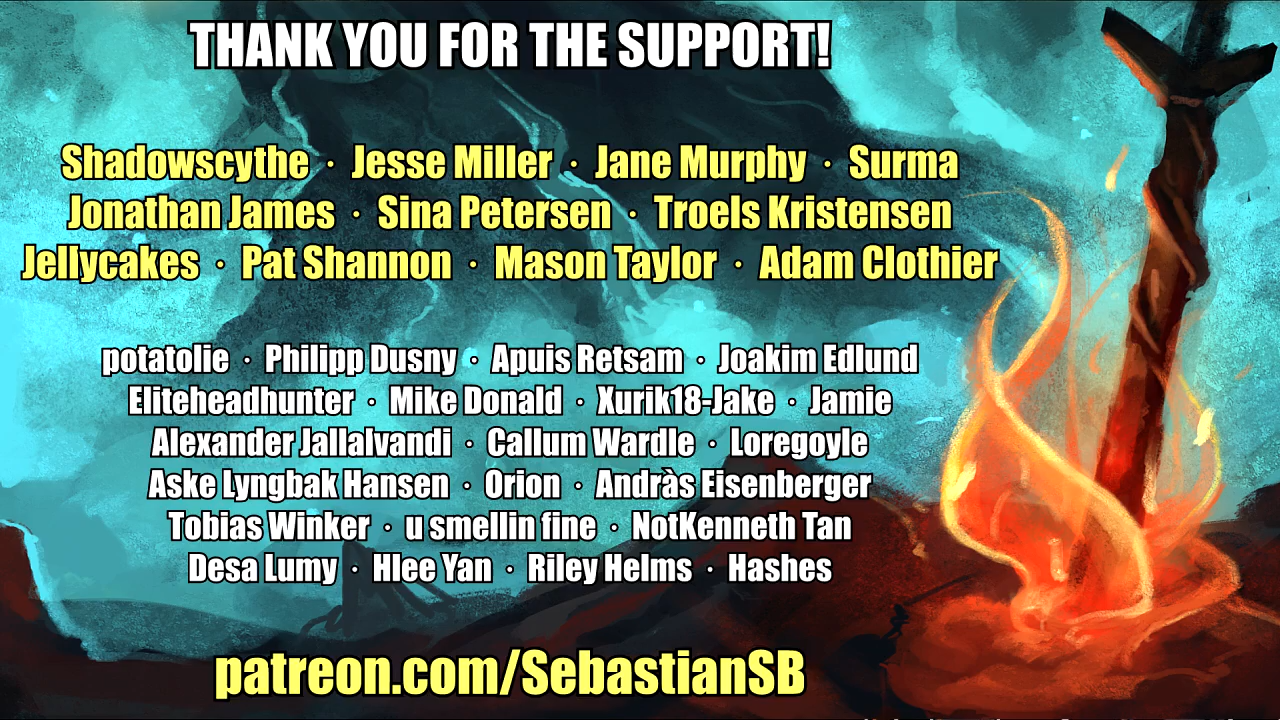 THANK YOU FOR THE SUPPORT!
Shadowscythe · Jesse Miller · Jane Murphy · Surma
Jonathan James · Sina Petersen · Troels Kristensen
Jellycakes · Pat Shannon · Mason Taylor · Adam Clothier
potatolie · Philipp Dusny · Apuis Retsam · Joakim Edlund
Eliteheadhunter · Mike Donald · Xurik18-Jake · Jamie
Alexander Jallalvandi · Callum Wardle · Loregoyle
Aske Lyngbak Hansen · Orion · Andràs Eisenberger
Tobias Winker · u smellin fine · NotKenneth Tan
Desa Lumy · Hlee Yan · Riley Helms · Hashes
patreon.com/SebastianSB